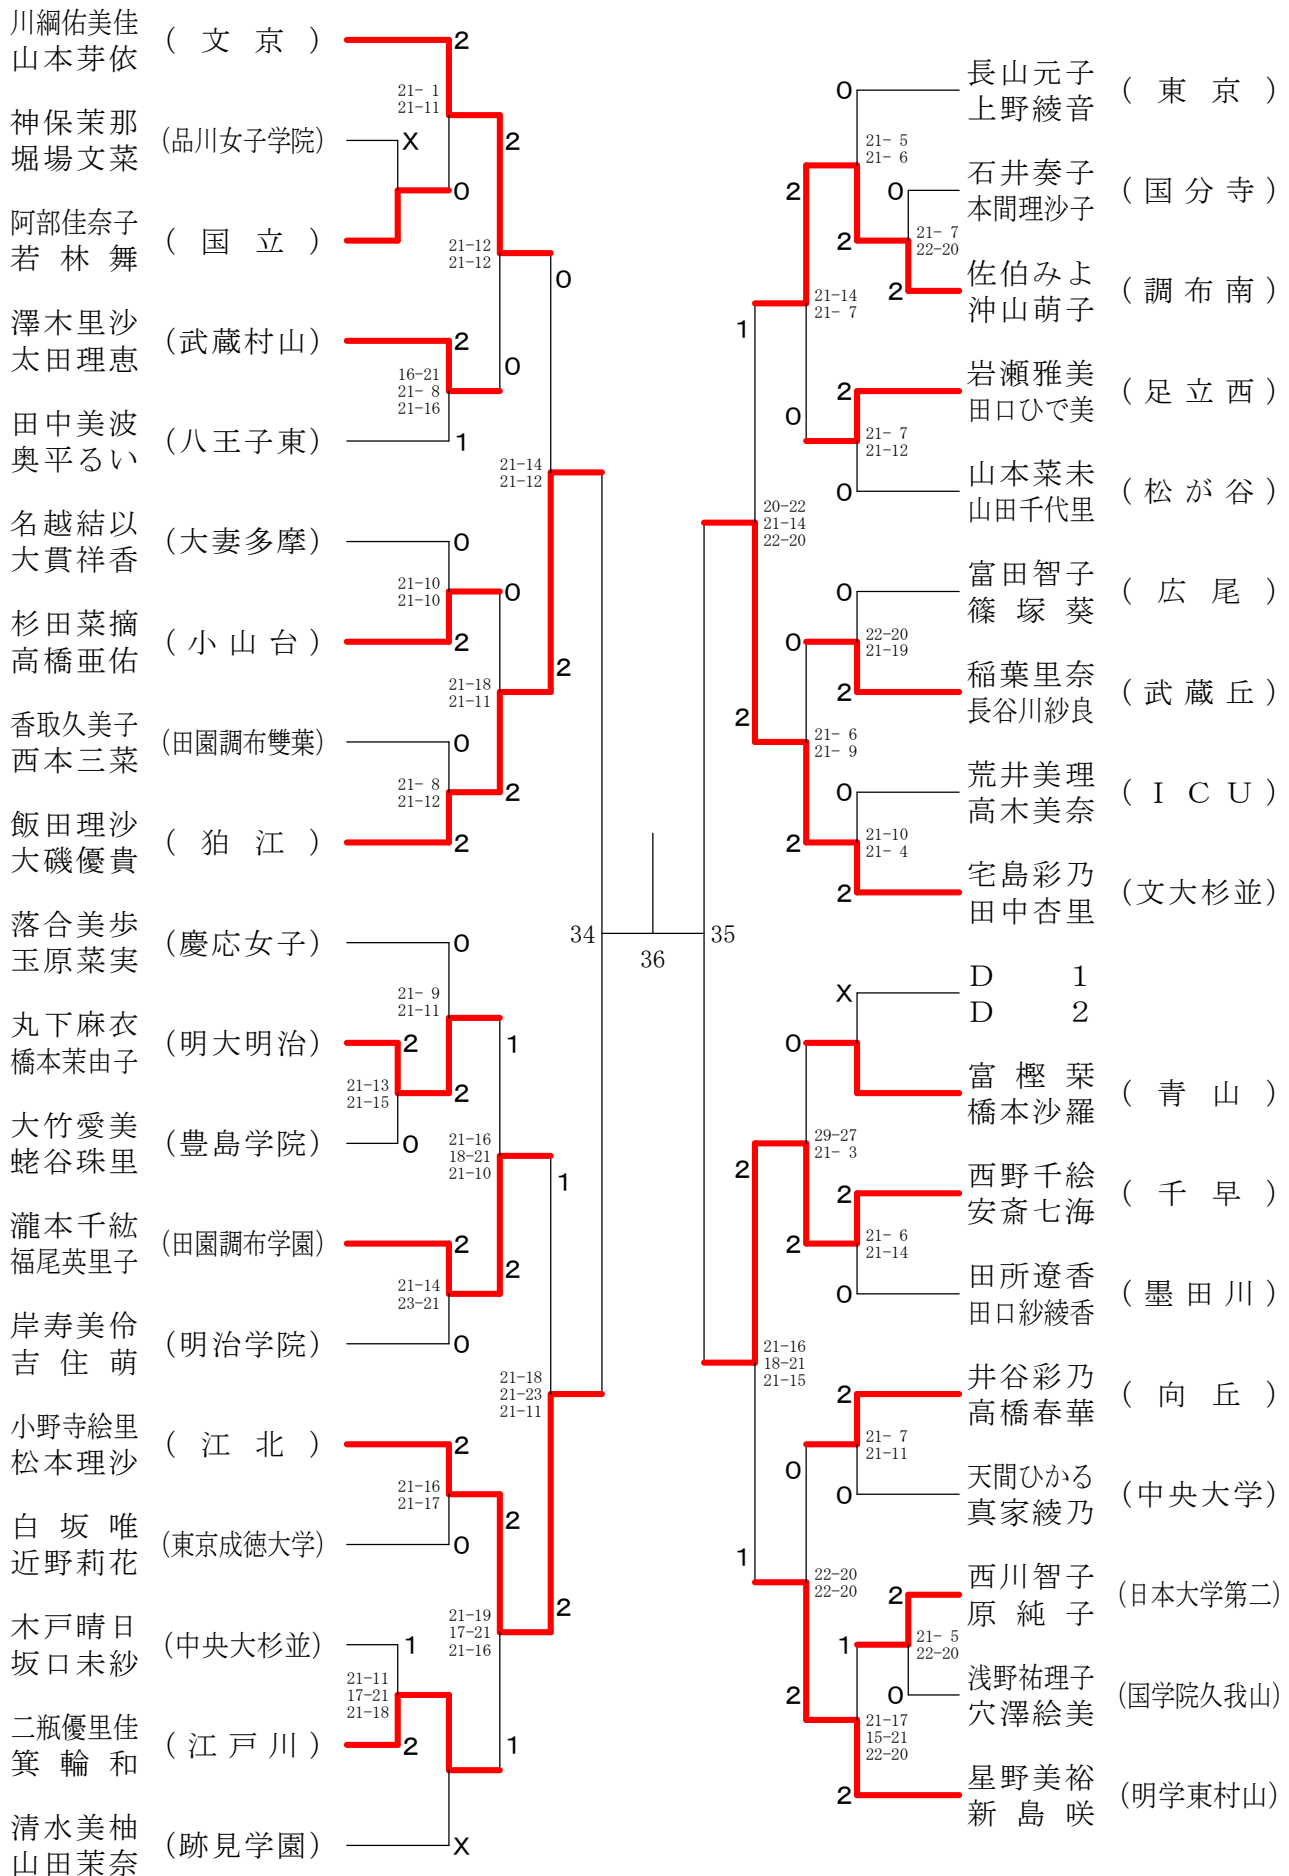 川綱佑美佳
山本芽依
(文京)
2
21- 1
21-11
神保茉那
堀場文菜
(品川女子学院)
X
2
0
阿部佳奈子
若林舞
(国立)
21-12
21-12
0
澤木里沙
太田理恵
(武蔵村山)
2
0
16-21
21- 8
21-16
田中美波
奥平るい
(八王子東)
1
21-14
21-12
名越結以
大貫祥香
(大妻多摩)
0
21-10
21-10
0
杉田菜摘
高橋亜佑
(小山台)
2
2
21-18
21-11
香取久美子
西本三菜
(田園調布雙葉)
0
21- 8
21-12
2
飯田理沙
大磯優貴
(狛江)
2
落合美歩
玉原菜実
(慶応女子)
0
21- 9
21-11
丸下麻衣
橋本茉由子
(明大明治)
2
1
21-13
21-15
2
大竹愛美
蛯谷珠里
(豊島学院)
0
21-16
18-21
21-10
1
瀧本千紘
福尾英里子
(田園調布学園)
2
2
21-14
23-21
岸寿美伶
吉住萌
(明治学院)
0
21-18
21-23
21-11
小野寺絵里
松本理沙
(江北)
2
21-16
21-17
2
白坂唯
近野莉花
(東京成徳大学)
0
21-19
17-21
21-16
2
木戸晴日
坂口未紗
(中央大杉並)
1
21-11
17-21
21-18
二瓶優里佳
箕輪和
(江戸川)
2
1
清水美柚
山田茉奈
(跡見学園)
X
34
36
35
0
長山元子
上野綾音
(東京)
21- 5
21- 6
2
0
石井奏子
本間理沙子
(国分寺)
21- 7
22-20
2
2
佐伯みよ
沖山萌子
(調布南)
21-14
21- 7
1
2
岩瀬雅美
田口ひで美
(足立西)
0
21- 7
21-12
0
山本菜未
山田千代里
(松が谷)
20-22
21-14
22-20
0
富田智子
篠塚葵
(広尾)
22-20
21-19
0
2
稲葉里奈
長谷川紗良
(武蔵丘)
2
21- 6
21- 9
0
荒井美理
高木美奈
(ICU)
21-10
21- 4
2
2
宅島彩乃
田中杏里
(文大杉並)
X
D 1
D 2
0
富樫栞
橋本沙羅
(青山)
29-27
21- 3
2
2
西野千絵
安斎七海
(千早)
2
21- 6
21-14
0
田所遼香
田口紗綾香
(墨田川)
21-16
18-21
21-15
2
井谷彩乃
高橋春華
(向丘)
21- 7
21-11
0
0
天間ひかる
真家綾乃
(中央大学)
1
22-20
22-20
2
西川智子
原純子
(日本大学第二)
1
21- 5
22-20
2
0
浅野祐理子
穴澤絵美
(国学院久我山)
21-17
15-21
22-20
2
星野美裕
新島咲
(明学東村山)